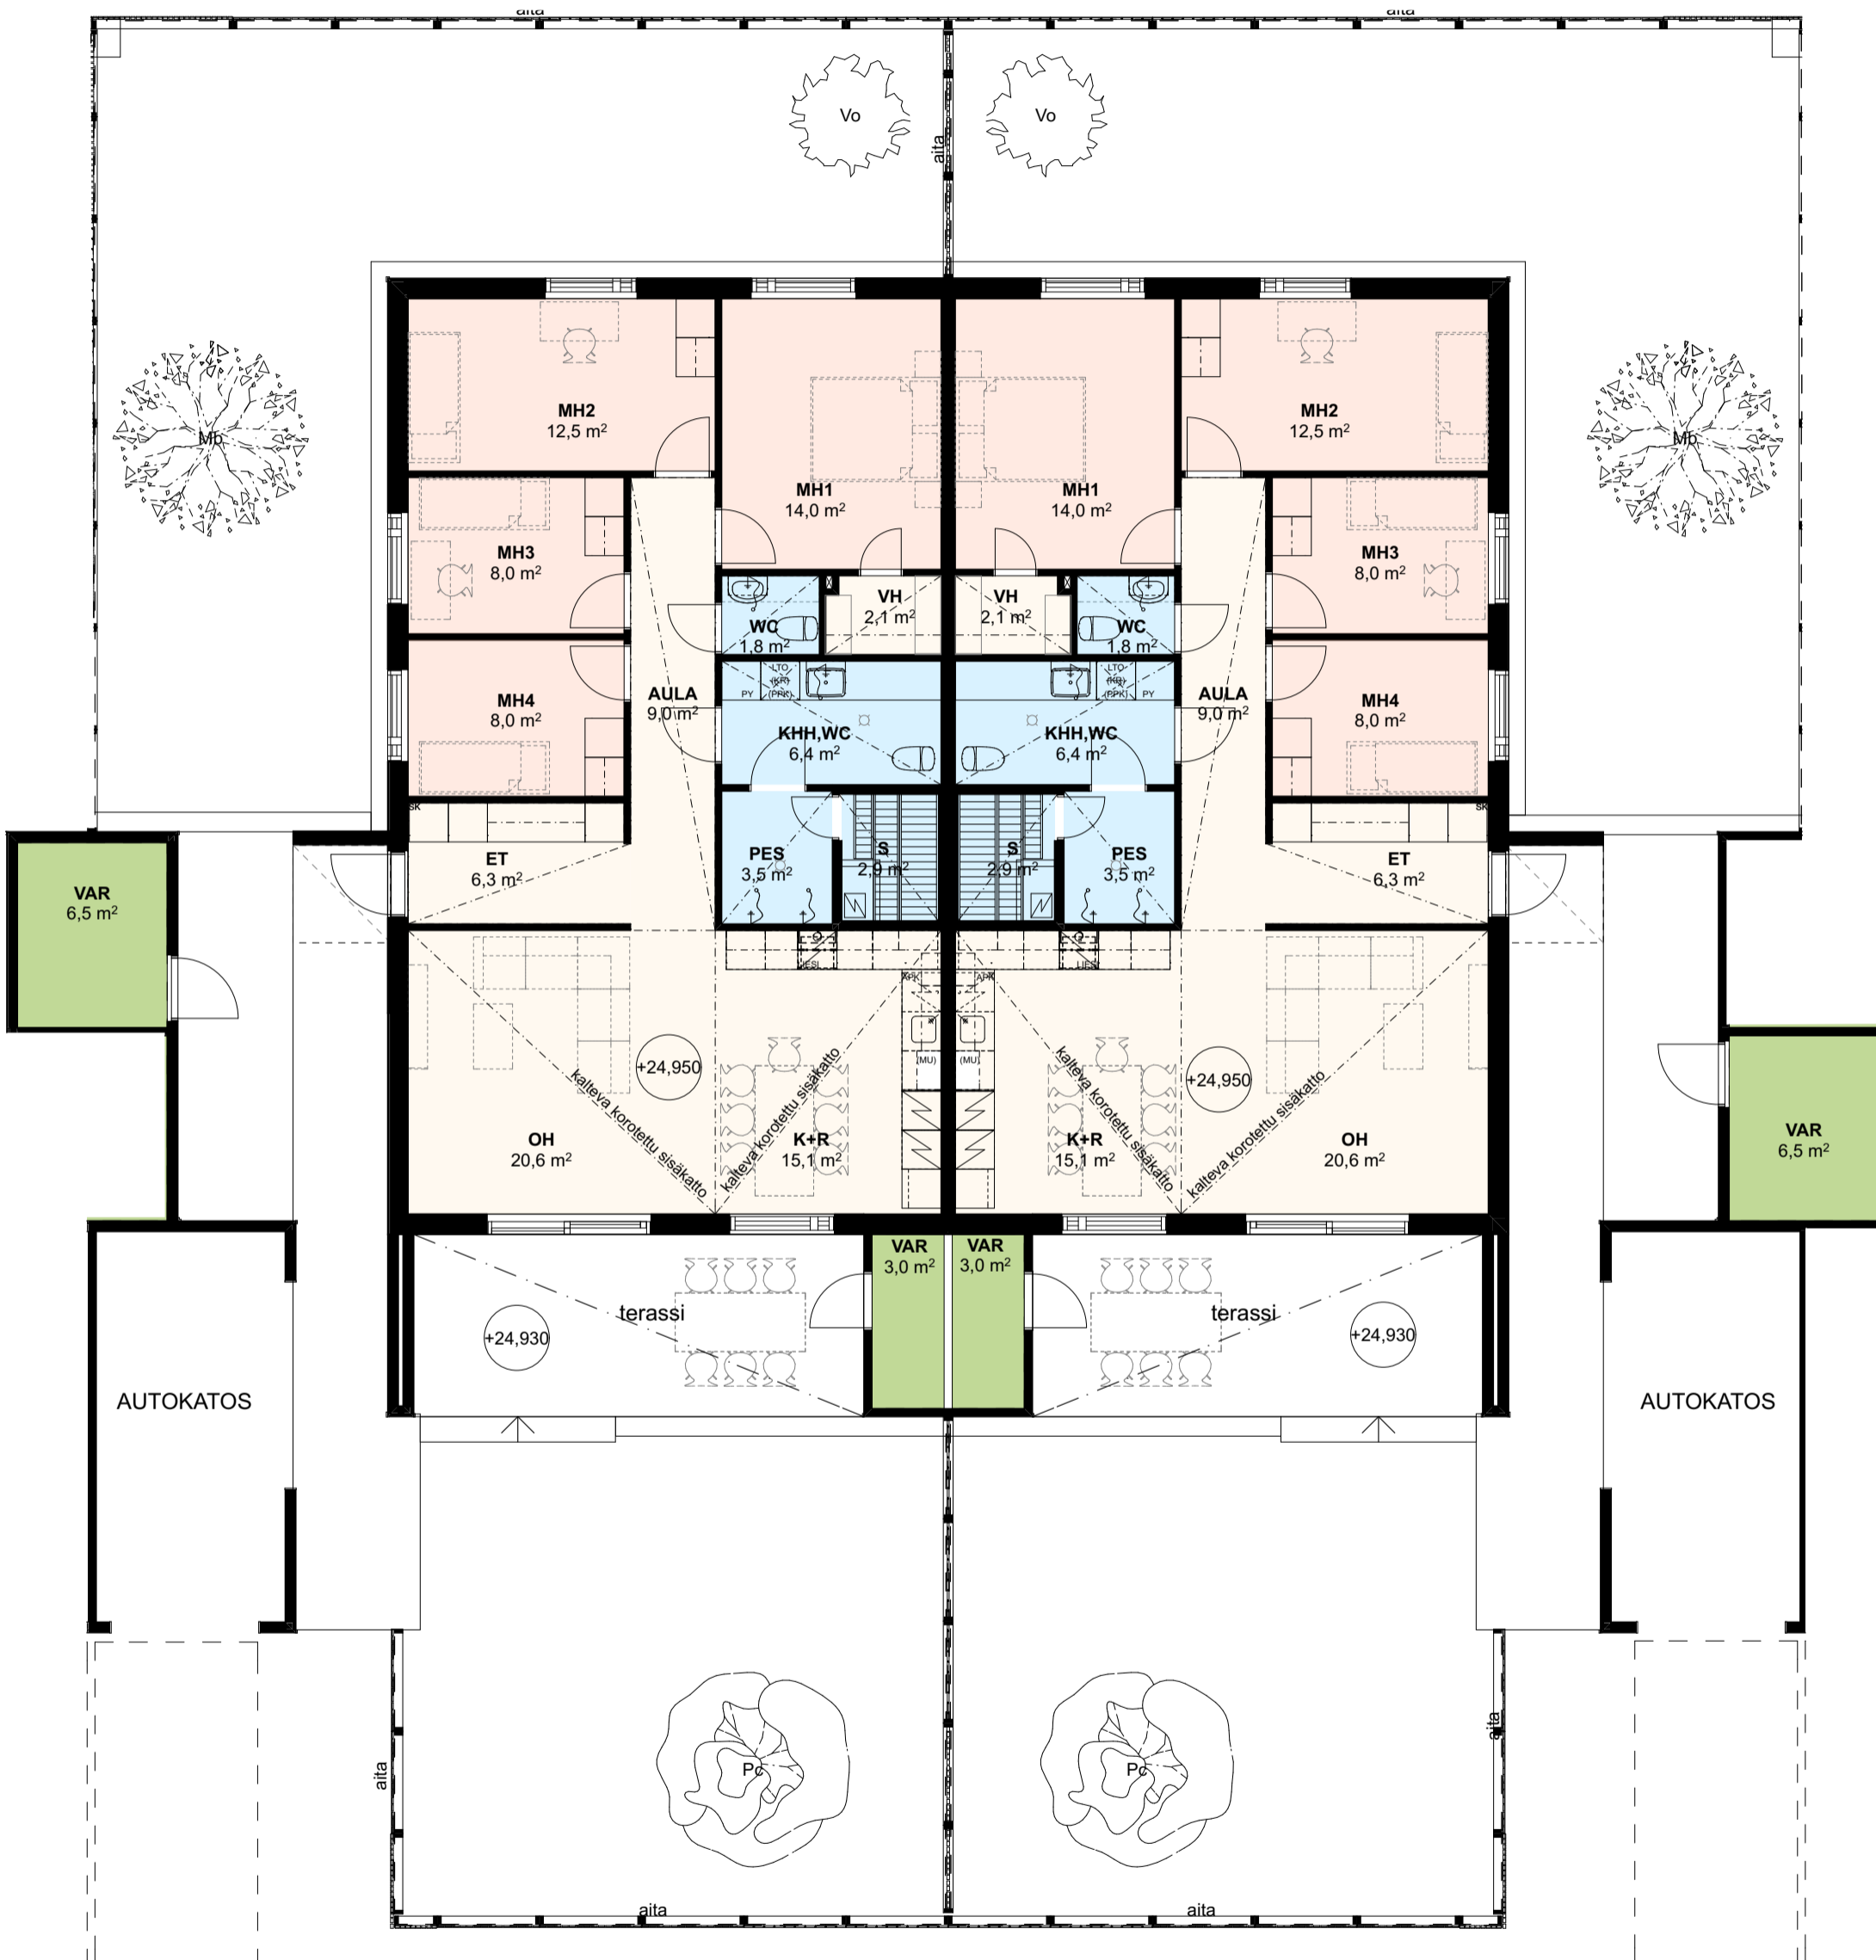 aita
aita
Vo
Vo
aita
Mb
Mb
MH2
12,5 m²
MH1
14,0 m²
MH1
14,0 m²
MH2
12,5 m²
MH3
8,0 m²
MH3
8,0 m²
WC
1,8 m²
VH
2,1 m²
VH
2,1 m²
WC
1,8 m²
MH4
8,0 m²
AULA
9,0 m²
PY
LTO
(KR)
(PPK)
KHH,WC
6,4 m²
LTO
(KR)
(PPK)
PY
KHH,WC
6,4 m²
AULA
9,0 m²
MH4
8,0 m²
SK
SK
VAR
6,5 m²
ET
6,3 m²
PES
3,5 m²
S
2,9 m²
S
2,9 m²
PES
3,5 m²
ET
6,3 m²
LIESI
APK
APK
LIESI
(MU)
(MU)
+24,950
+24,950
kalteva korotettu sisäkatto
kalteva korotettu sisäkatto
kalteva korotettu sisäkatto
kalteva korotettu sisäkatto
OH
20,6 m²
K+R
15,1 m²
K+R
15,1 m²
OH
20,6 m²
VAR
6,5 m²
VAR
3,0 m²
VAR
3,0 m²
terassi
terassi
+24,930
+24,930
AUTOKATOS
AUTOKATOS
Pc
Pc
aita
aita
aita
aita